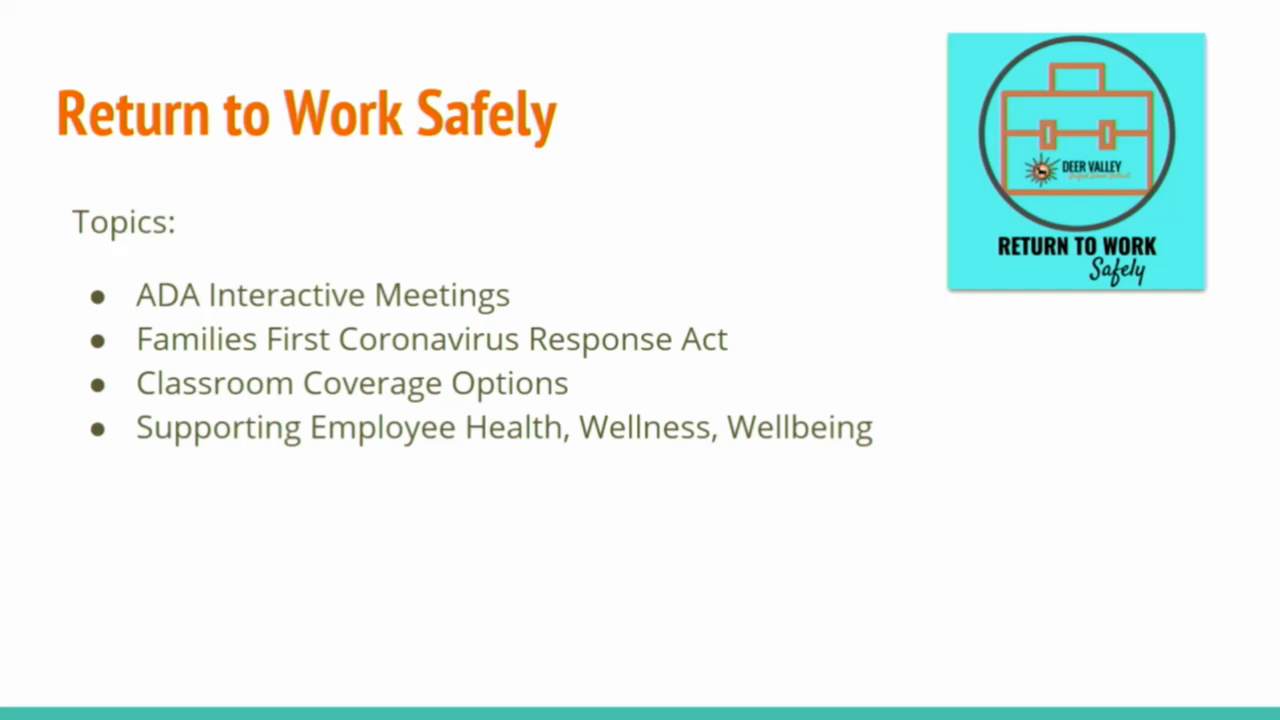 Return to Work Safely
Topics:
● ADA Interactive Meetings
● Families First Coronavirus Response Act
● Classroom Coverage Options
● Supporting Employee Health, Wellness, Wellbeing
DEER VALLEY
RETURN TO WORK
Safely